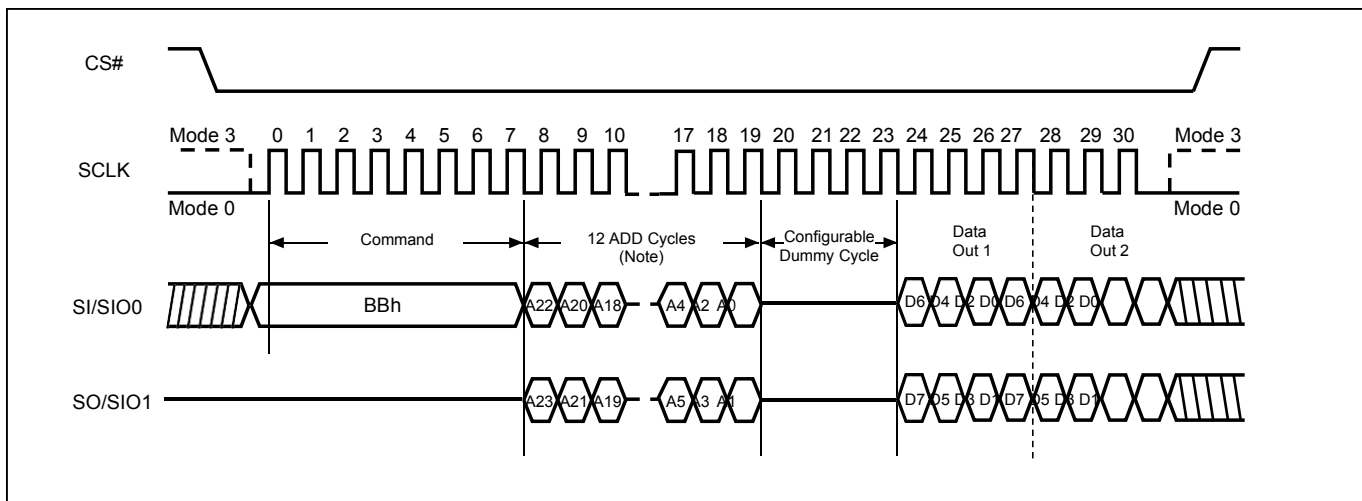 CS#
Mode 3 0 1 2 3 4 5 6 7 8 9 10 17 18 19 20 21 22 23 24 25 26 27 28 29 30 Mode 3
SCLK
Mode 0 Mode 0
Command 12 ADD Cycles Configurable Data Data
(Note) Dummy Cycle Out 1 Out 2
SI/SIO0 BBh A22 A20 A18 A4 A2 A0 D6 D4 D2 D0 D6 D4 D2 D0
SO/SIO1 A23 A21 A19 A5 A3 A1 D7 D5 D3 D1 D7 D5 D3 D1